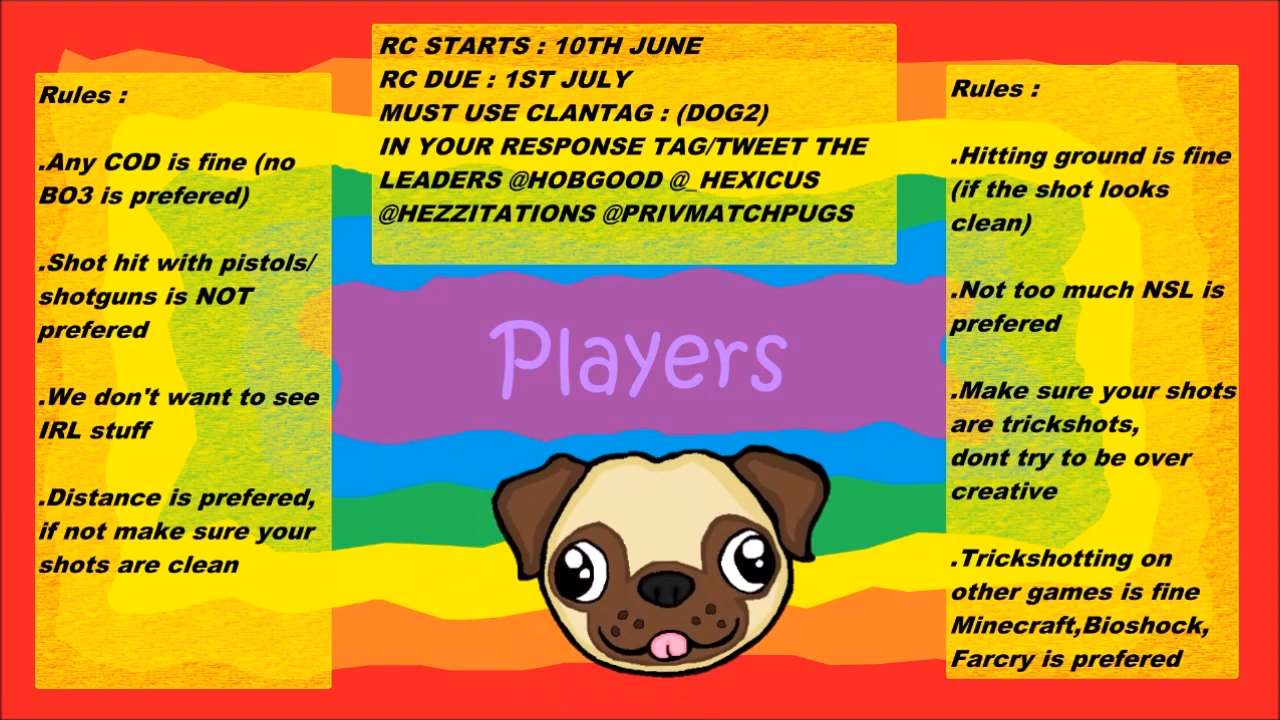 Rules :
.Any COD is fine (no
BO3 is prefered)
.Shot hit with pistols/
shotguns is NOT
prefered
.We don't want to see
IRL stuff
.Distance is prefered,
if not make sure your
shots are clean
RC STARTS : 10TH JUNE
RC DUE : 1ST JULY
MUST USE CLANTAG : (DOG2)
IN YOUR RESPONSE TAG/TWEET THE
LEADERS @HOBGOOD @_HEXICUS
@HEZZITATIONS @PRIVMATCHPUGS
Players
Rules :
.Hitting ground is fine
(if the shot looks
clean)
.Not too much NSL is
prefered
.Make sure your shots
are trickshots,
dont try to be over
creative
.Trickshotting on
other games is fine
Minecraft,Bioshock,
Farcry is prefered